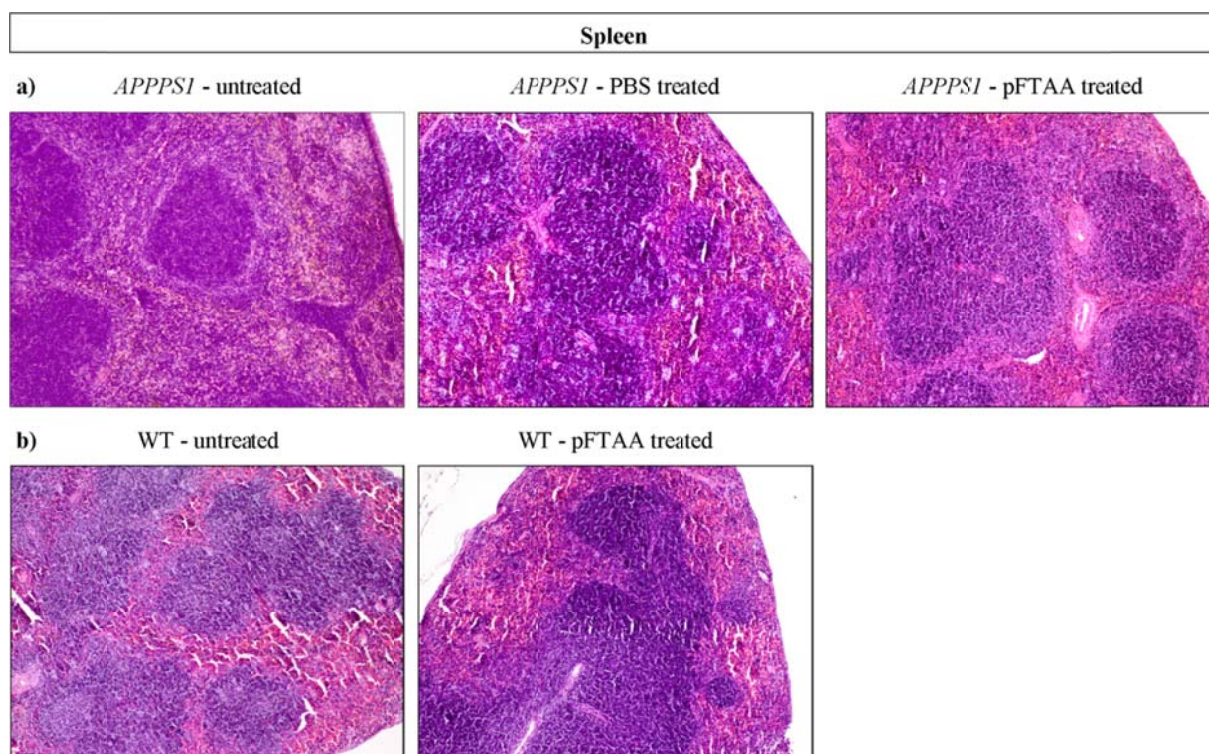 Spleen
a) APPPS1 - untreated APPPS1 - PBS treated APPPS1 - pFTAA treated
b) WT - untreated WT - pFTAA treated